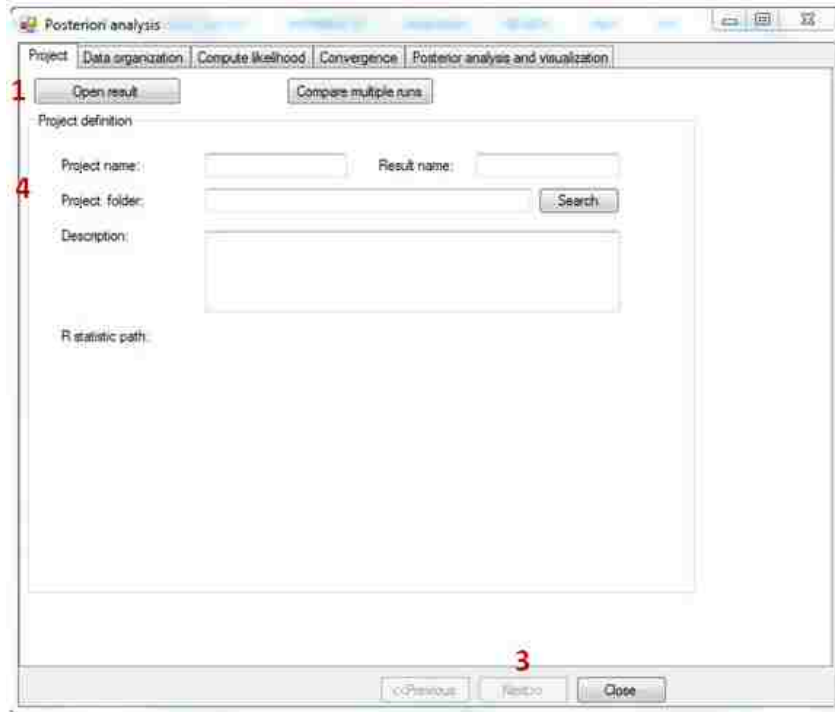 Posteriori analysis
Project Data organization Compute likelihood Convergence Posterior analysis and visualization
1 Open result Compare multiple runs
Project definition
Project name: Result name:
4
Project folder: Search
Description:
R statistic path:
3
<<Previous Next>> Close